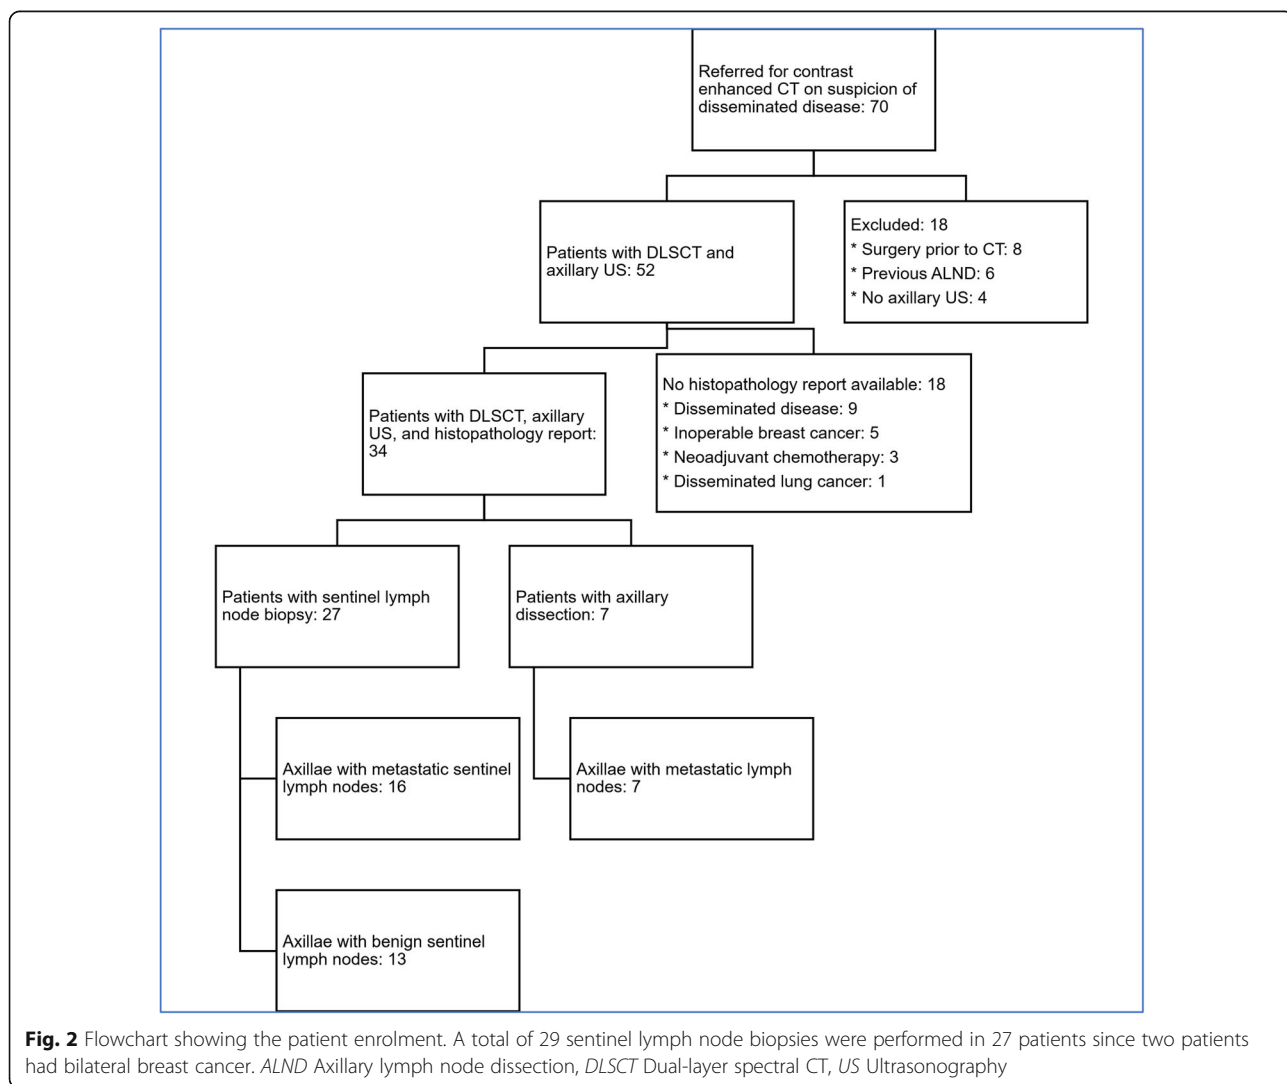 Referred for contrast
enhanced CT on suspicion of
disseminated disease: 70
Patients with DLSCT and
axillary US: 52
Excluded: 18
* Surgery prior to CT: 8
* Previous ALND: 6
* No axillary US: 4
Patients with DLSCT, axillary
US, and histopathology report:
34
No histopathology report available: 18
* Disseminated disease: 9
* Inoperable breast cancer: 5
* Neoadjuvant chemotherapy: 3
* Disseminated lung cancer: 1
Patients with sentinel lymph
node biopsy: 27
Patients with axillary
dissection: 7
Axillae with metastatic sentinel
lymph nodes: 16
Axillae with metastatic lymph
nodes: 7
Axillae with benign sentinel
lymph nodes: 13
Fig. 2 Flowchart showing the patient enrolment. A total of 29 sentinel lymph node biopsies were performed in 27 patients since two patients
had bilateral breast cancer. ALND Axillary lymph node dissection, DLSCT Dual-layer spectral CT, US Ultrasonography